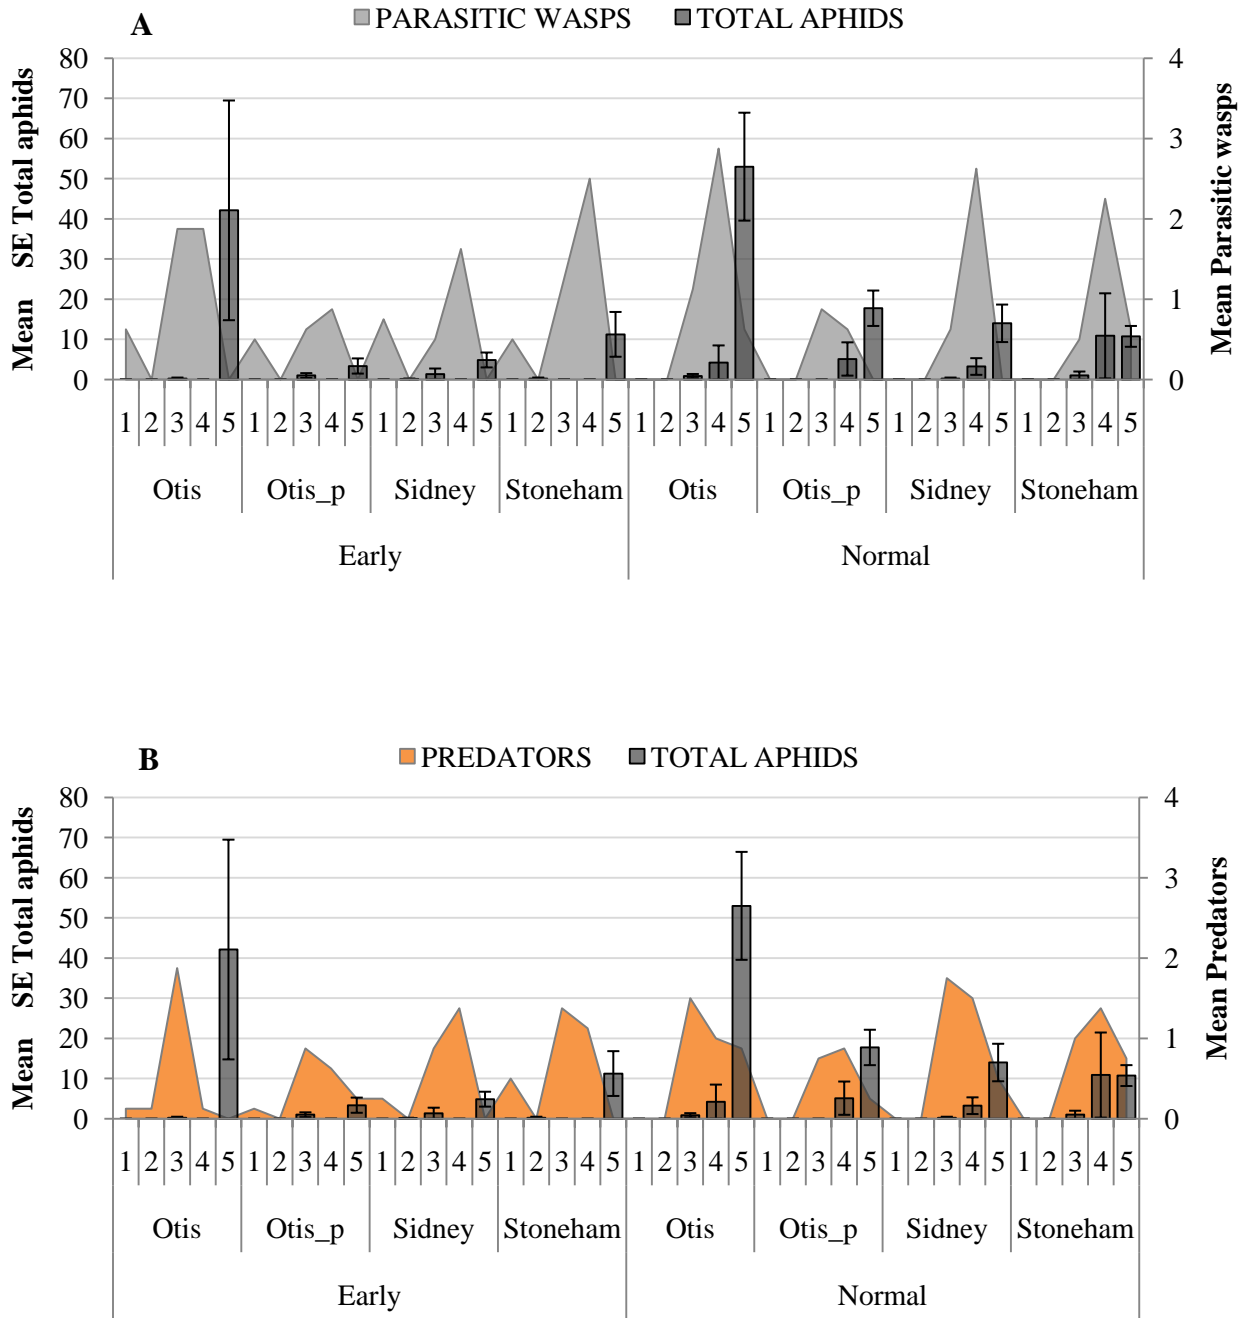 A
PARASITIC WASPS TOTAL APHIDS
Mean SE Total aphids
80
70
60
50
40
30
20
10
0
4
3
2
1
0
Mean Parasitic wasps
1 2 3 4 5 1 2 3 4 5 1 2 3 4 5 1 2 3 4 5 1 2 3 4 5 1 2 3 4 5 1 2 3 4 5 1 2 3 4 5
Otis Otis_p Sidney Stoneham Otis Otis_p Sidney Stoneham
Early Normal
B
PREDATORS TOTAL APHIDS
Mean SE Total aphids
80
70
60
50
40
30
20
10
0
4
3
2
1
0
Mean Predators
1 2 3 4 5 1 2 3 4 5 1 2 3 4 5 1 2 3 4 5 1 2 3 4 5 1 2 3 4 5 1 2 3 4 5 1 2 3 4 5
Otis Otis_p Sidney Stoneham Otis Otis_p Sidney Stoneham
Early Normal